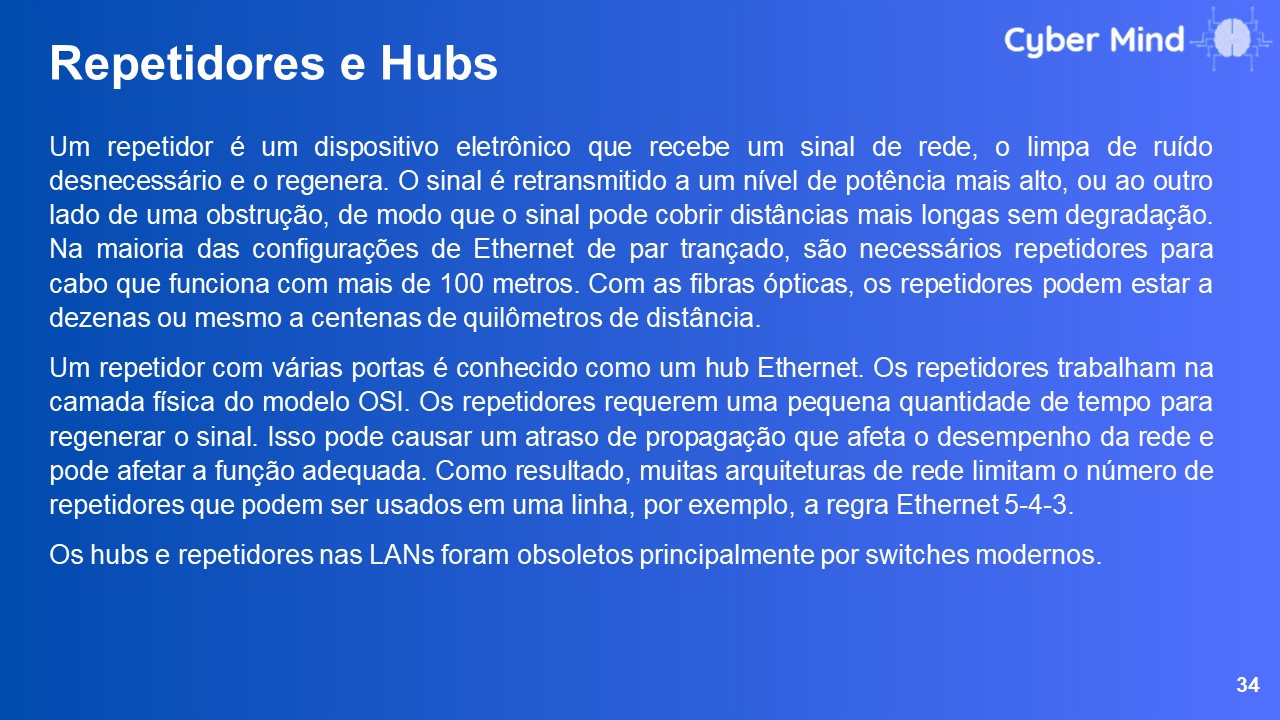 Repetidores e Hubs
Cyber Mind
Um repetidor é um dispositivo eletrônico que recebe um sinal de rede, o limpa de ruído
desnecessário e o regenera. O sinal é retransmitido a um nível de potência mais alto, ou ao outro
lado de uma obstrução, de modo que o sinal pode cobrir distâncias mais longas sem degradação.
Na maioria das configurações de Ethernet de par trançado, são necessários repetidores para
cabo que funciona com mais de 100 metros. Com as fibras ópticas, os repetidores podem estar a
dezenas ou mesmo a centenas de quilômetros de distância.
Um repetidor com várias portas é conhecido como um hub Ethernet. Os repetidores trabalham na
camada física do modelo OSI. Os repetidores requerem uma pequena quantidade de tempo para
regenerar o sinal. Isso pode causar um atraso de propagação que afeta o desempenho da rede e
pode afetar a função adequada. Como resultado, muitas arquiteturas de rede limitam o número de
repetidores que podem ser usados em uma linha, por exemplo, a regra Ethernet 5-4-3.
Os hubs e repetidores nas LANs foram obsoletos principalmente por switches modernos.
34